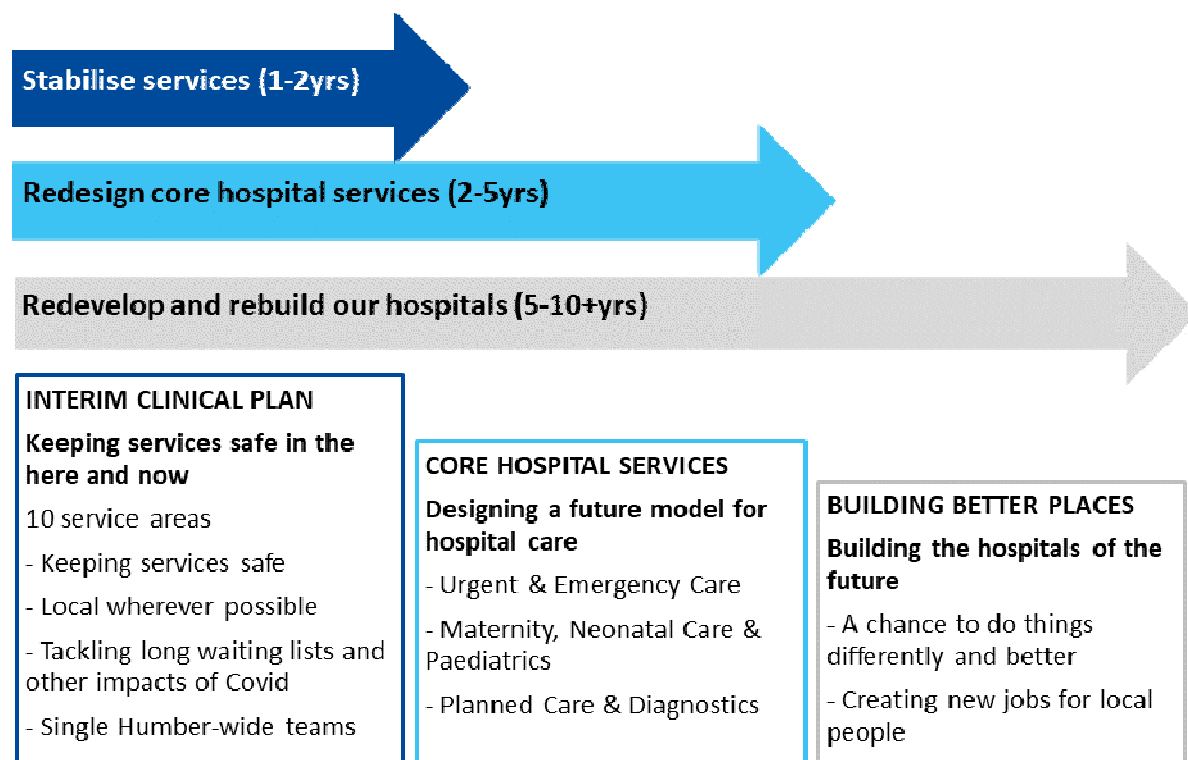 Stabilise services (1-2yrs)
Redesign core hospital services (2-5yrs)
Redevelop and rebuild our hospitals (5-10+yrs)
INTERIM CLINICAL PLAN
Keeping services safe in the
here and now
10 service areas
- Keeping services safe
- Local wherever possible
- Tackling long waiting lists and
other impacts of Covid
- Single Humber-wide teams
CORE HOSPITAL SERVICES
Designing a future model for
hospital care
- Urgent & Emergency Care
- Maternity, Neonatal Care &
Paediatrics
- Planned Care & Diagnostics
BUILDING BETTER PLACES
Building the hospitals of the
future
- A chance to do things
differently and better
- Creating new jobs for local
people